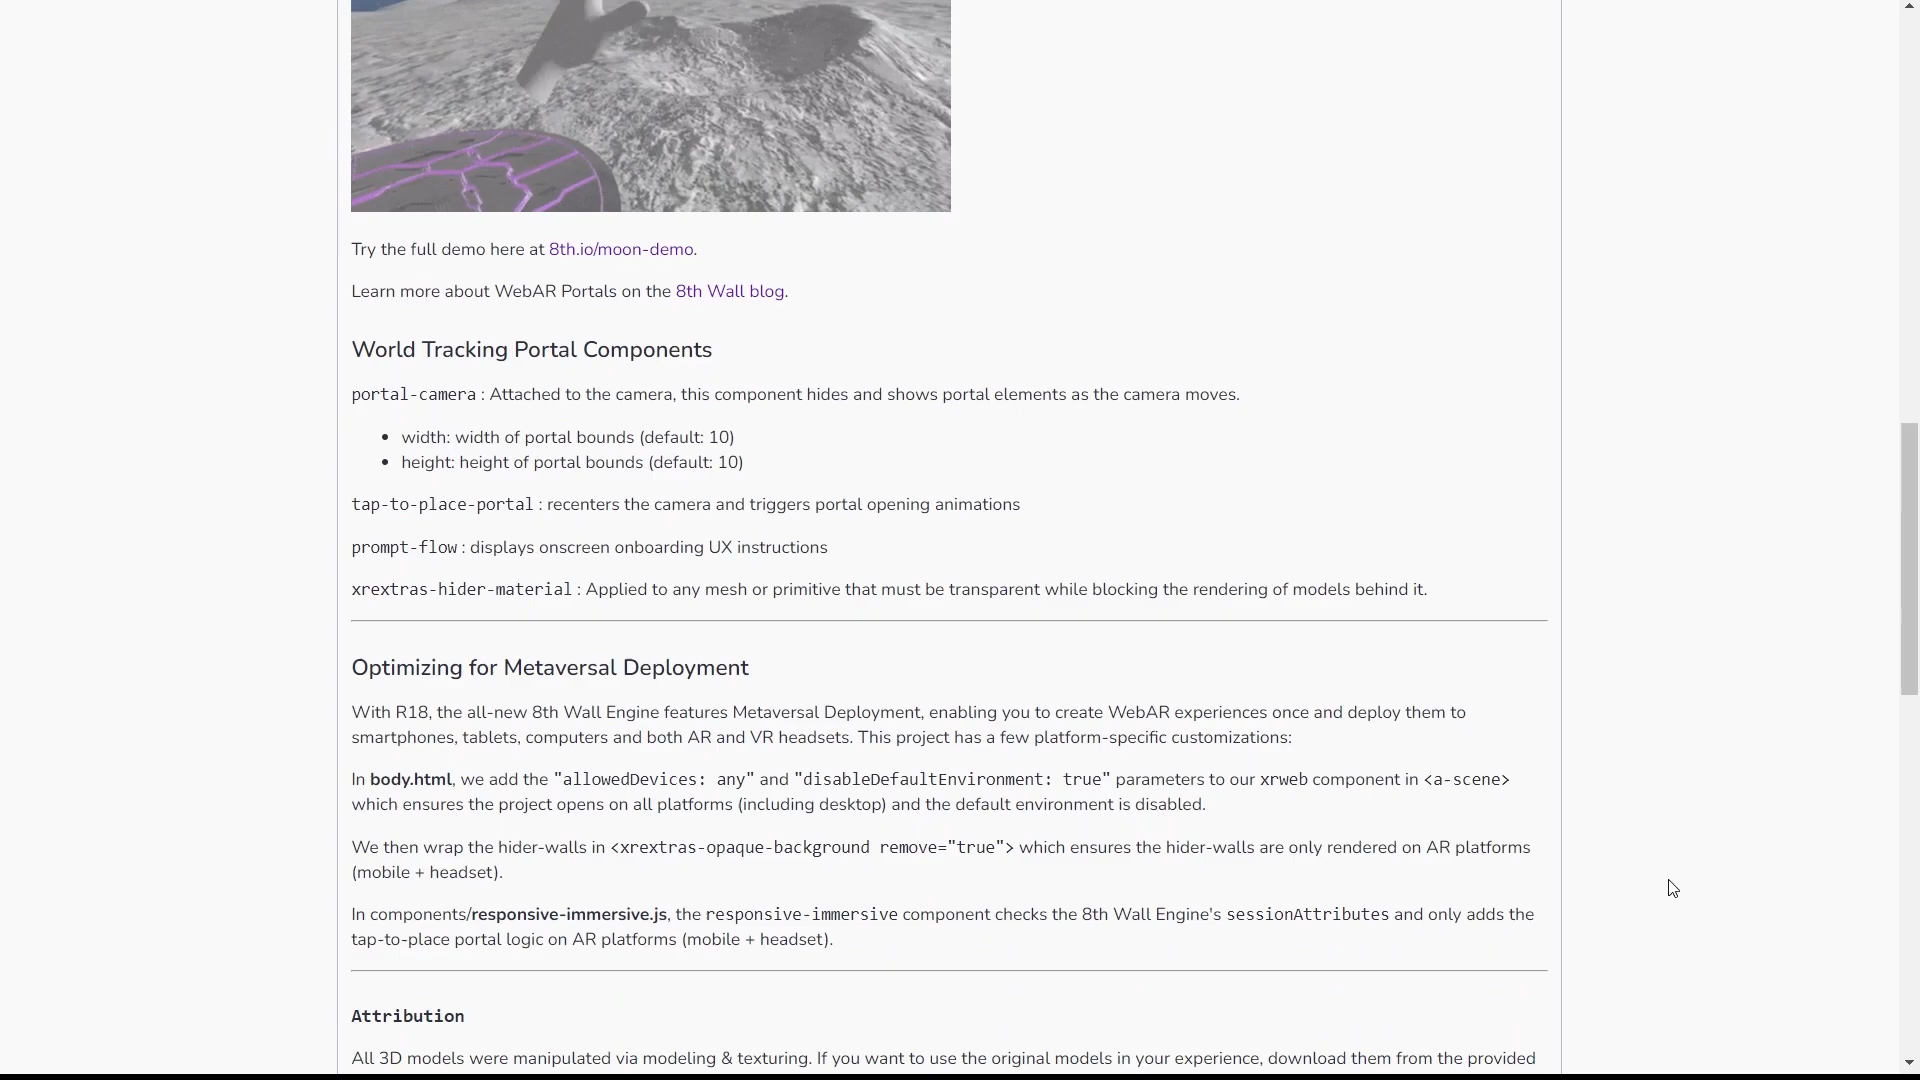 Try the full demo here at 8th.io/moon-demo.
Learn more about WebAR Portals on the 8th Wall blog.
World Tracking Portal Components
portal-camera : Attached to the camera, this component hides and shows portal elements as the camera moves.
width: width of portal bounds (default: 10)
height: height of portal bounds (default: 10)
tap-to-place-portal : recenters the camera and triggers portal opening animations
prompt-flow : displays onscreen onboarding UX instructions
xrextras-hider-material : Applied to any mesh or primitive that must be transparent while blocking the rendering of models behind it.
Optimizing for Metaversal Deployment
With R18, the all-new 8th Wall Engine features Metaversal Deployment, enabling you to create WebAR experiences once and deploy them to
smartphones, tablets, computers and both AR and VR headsets. This project has a few platform-specific customizations:
In body.html, we add the "allowedDevices: any" and "disableDefaultEnvironment: true" parameters to our xrweb component in <a-scene>
which ensures the project opens on all platforms (including desktop) and the default environment is disabled.
We then wrap the hider-walls in <xrextras-opaque-background remove="true"> which ensures the hider-walls are only rendered on AR platforms
(mobile + headset).
In components/responsive-immersive.js, the responsive-immersive component checks the 8th Wall Engine's sessionAttributes and only adds the
tap-to-place portal logic on AR platforms (mobile + headset).
Attribution
All 3D models were manipulated via modeling & texturing. If you want to use the original models in your experience, download them from the provided